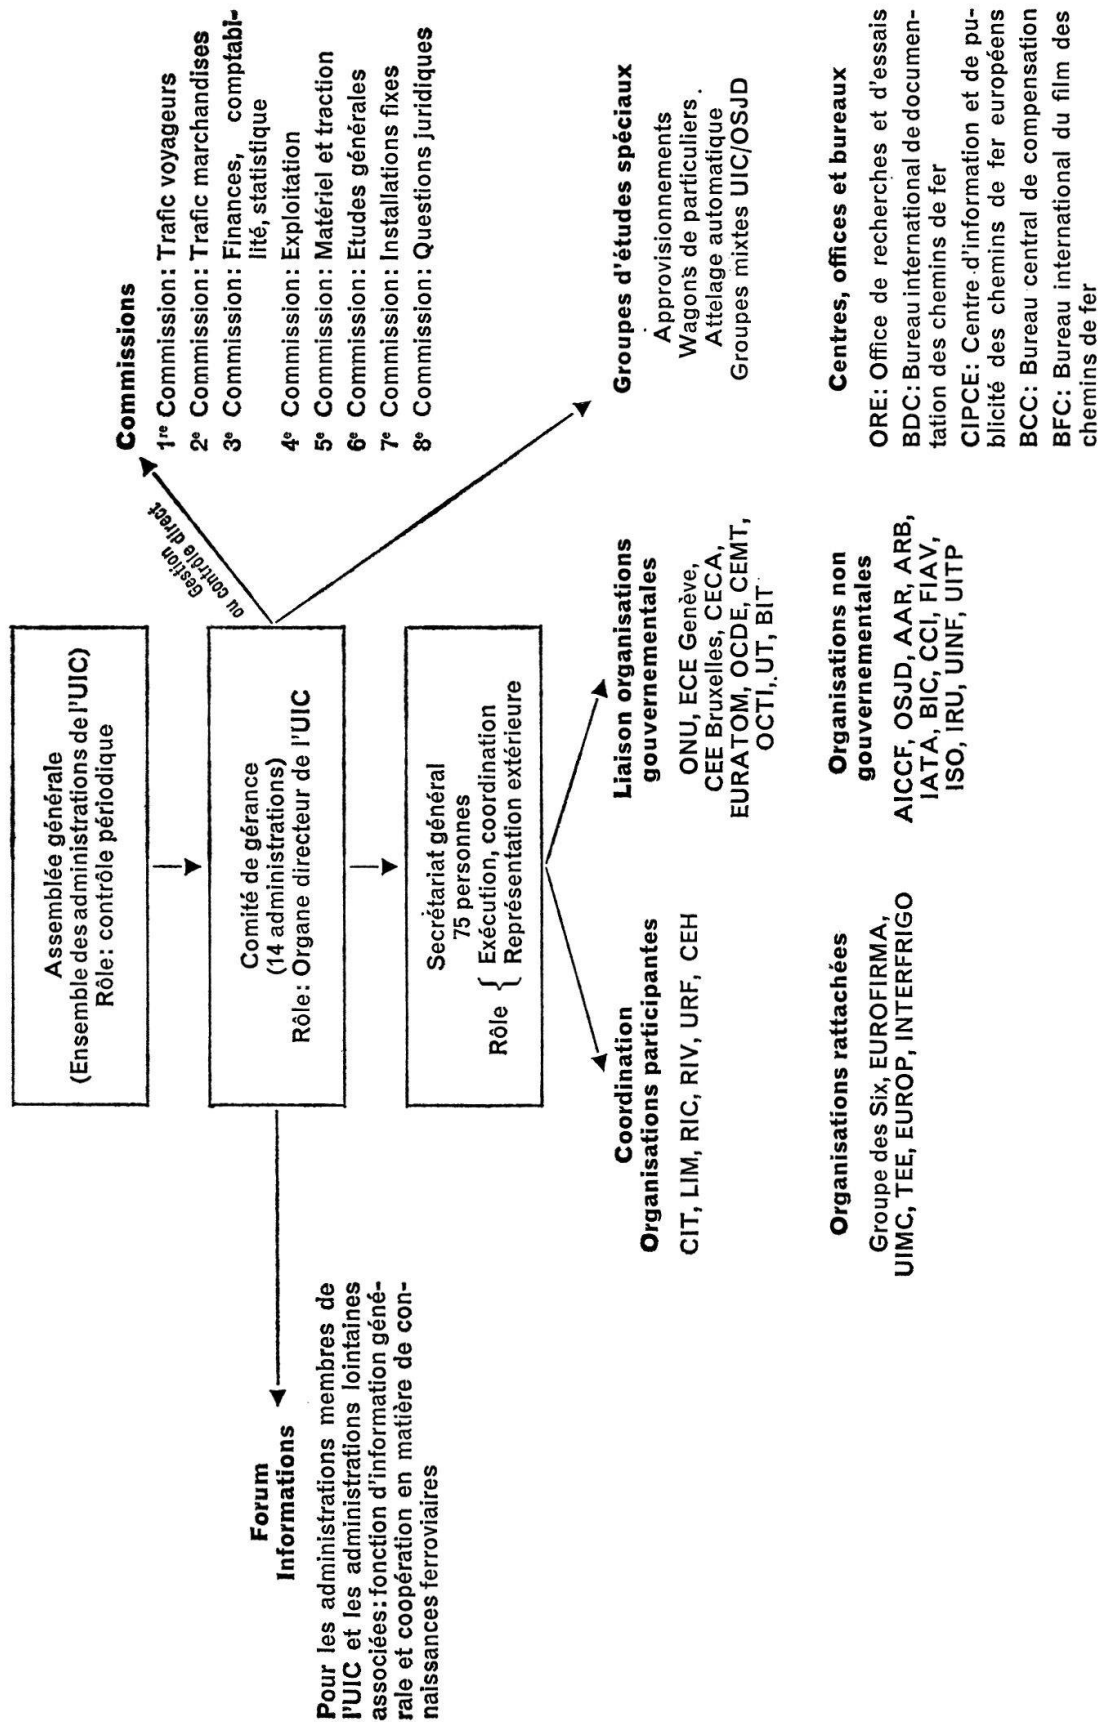 Assemblée générale
(Ensemble des administrations de l'UIC)
Rôle: contrôle périodique
Comité de gérance
(14 administrations)
Rôle: Organe directeur de l'UIC
Secrétariat général
75 personnes
Rôle { Exécution, coordination
Représentation extérieure
Forum
Informations
Pour les administrations membres de
l'UIC et les administrations lointaines
associées: fonction d'information géné-
rale et coopération en matière de con-
naissances ferroviaires
Gestion
ou contrôle direct
Commissions
1re Commission: Trafic voyageurs
2e Commission: Trafic marchandises
3e Commission: Finances, comptabi-
lité, statistique
4e Commission: Exploitation
5e Commission: Matériel et traction
6e Commission: Etudes générales
7e Commission: Installations fixes
8e Commission: Questions juridiques
Coordination
Organisations participantes
CIT, LIM, RIC, RIV, URF, CEH
Liaison organisations
gouvernementales
ONU, ECE Genève,
CEE Bruxelles, CECA,
EURATOM, OCDE, CEMT,
OCTI, UT, BIT
Groupes d'études spéciaux
Approvisionnements
Wagons de particuliers
Attelage automatique
Groupes mixtes UIC/OSJD
Organisations rattachées
Groupe des Six, EUROFIRMA,
UIMC, TEE, EUROP, INTERFRIGO
Organisations non
gouvernementales
AICCF, OSJD, AAR, ARB,
IATA, BIC, CCI, FIAV,
ISO, IRU, UINF, UITP
Centres, offices et bureaux
ORE: Office de recherches et d'essais
BDC: Bureau international de documen-
tation des chemins de fer
CIPCE: Centre d'information et de pu-
blicité des chemins de fer européens
BCC: Bureau central de compensation
BFC: Bureau international du film des
chemins de fer